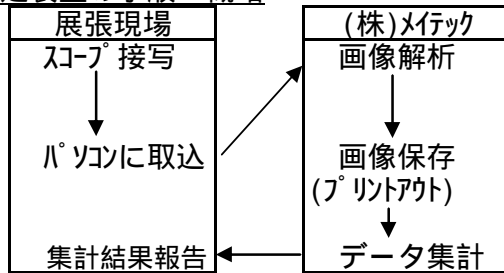 展張現場
ｽｺｰﾌﾟ接写
ﾊﾟｿｺﾝに取込
集計結果報告
(株)ﾒｲﾃｯｸ
画像解析
画像保存
(ﾌﾟﾘﾝﾄｱｳﾄ)
データ集計